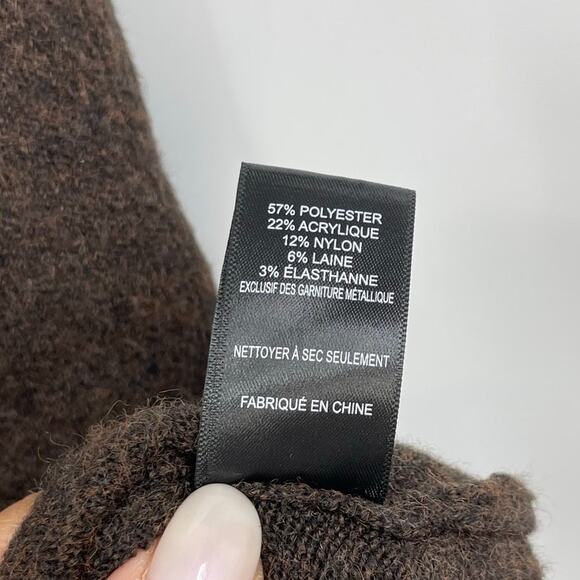 57% POLYESTER
22% ACRYLIQUE
12% NYLON
6% LAINE
3% ÉLASTHANNE
EXCLUSIF DES GARNITURE MÉTALLIQUE
NETTOYER À SEC SEULEMENT
FABRIQUÉ EN CHINE